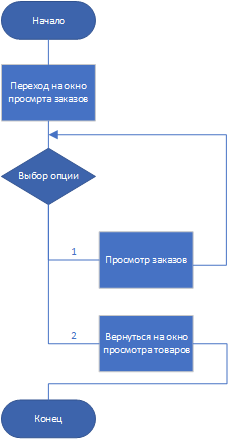 Начало
Переход на окно
просмрта заказов
Выбор опции
1
Просмотр заказов
2
Вернуться на окно
просмотра товаров
Конец